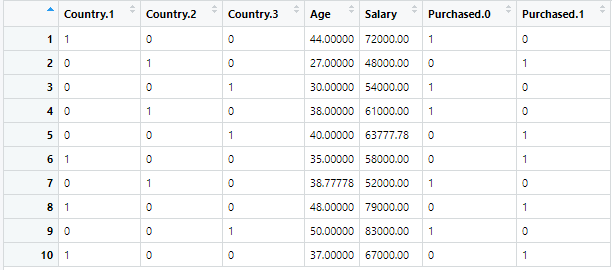 Country.1 Country.2 Country.3 Age Salary Purchased.0 Purchased.1
1 1 0 0 44.00000 72000.00 1 0
2 0 1 0 27.00000 48000.00 0 1
3 0 0 1 30.00000 54000.00 1 0
4 0 1 0 38.00000 61000.00 1 0
5 0 0 1 40.00000 63777.78 0 1
6 1 0 0 35.00000 58000.00 0 1
7 0 1 0 38.77778 52000.00 1 0
8 1 0 0 48.00000 79000.00 0 1
9 0 0 1 50.00000 83000.00 1 0
10 1 0 0 37.00000 67000.00 0 1